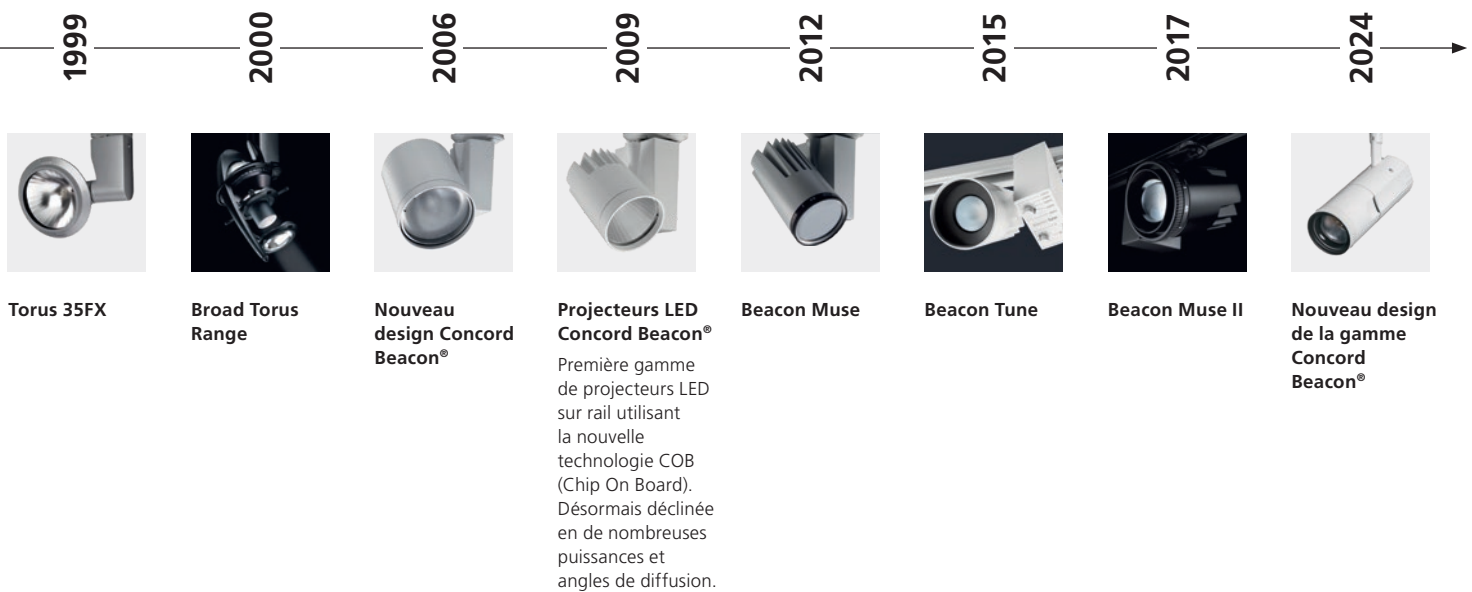 1999
2000
2006
2009
2012
2015
2017
2024
Torus 35FX
Broad Torus
Range
Nouveau
design Concord
Beacon®
Projecteurs LED
Concord Beacon®
Première gamme
de projecteurs LED
sur rail utilisant
la nouvelle
technologie COB
(Chip On Board).
Désormais déclinée
en de nombreuses
puissances et
angles de diffusion.
Beacon Muse
Beacon Tune
Beacon Muse II
Nouveau design
de la gamme
Concord
Beacon®